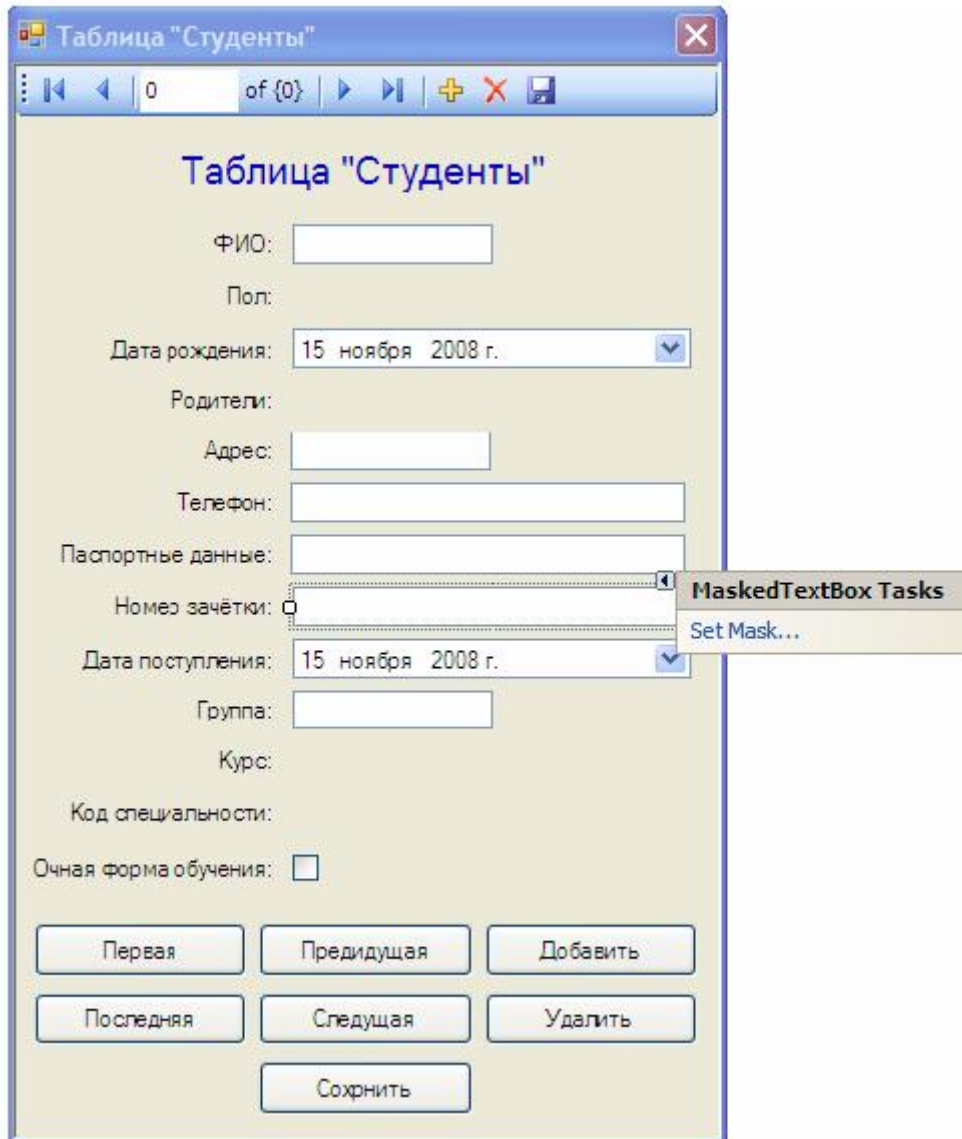 Таблица "Студенты"
0 of {0}
Таблица "Студенты"
ФИО:
Пол:
Дата рождения: 15 ноября 2008 г.
Родители:
Адрес:
Телефон:
Паспортные данные:
MaskedTextBox Tasks
Номер зачётки:
Set Mask...
Дата поступления: 15 ноября 2008 г.
Группа:
Курс:
Код специальности:
Очная форма обучения:
Первая Предидущая Добавить
Последняя Следущая Удалить
Сохрнить